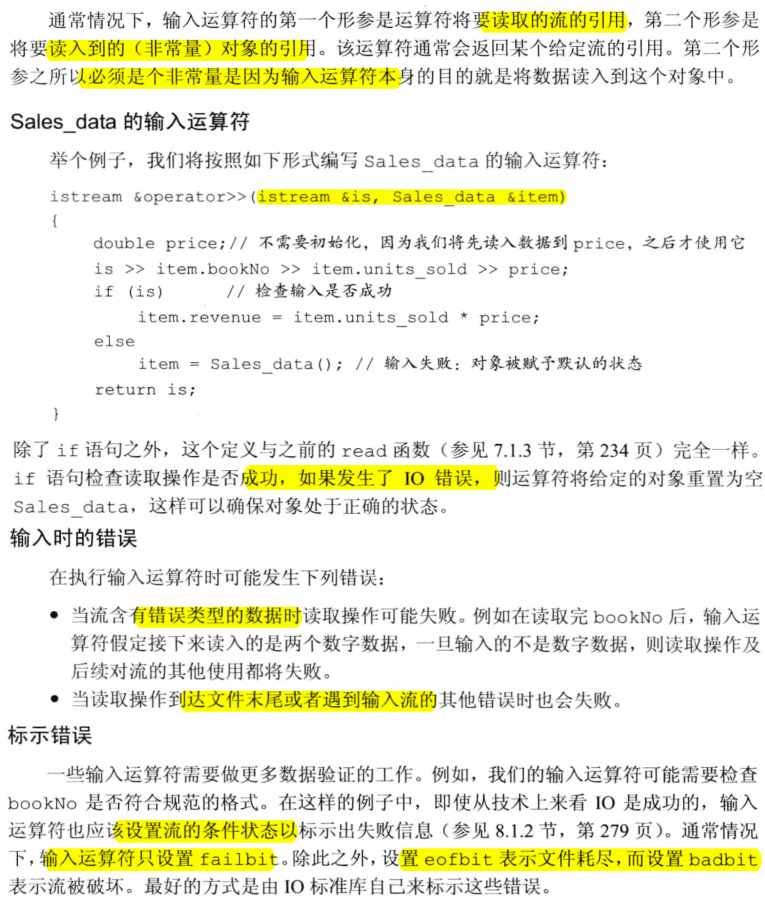 通常情况下，输入运算符的第一个形参是运算符将要读取的流的引用，第二个形参是
将要读入到的（非常量）对象的引用。该运算符通常会返回某个给定流的引用。第二个形
参之所以必须是个非常量是因为输入运算符本身的目的就是将数据读入到这个对象中。
Sales_data 的输入运算符
举个例子，我们将按照如下形式编写 Sales_data 的输入运算符：
istream &operator>>(istream &is, Sales_data &item)
{
double price;// 不需要初始化，因为我们将先读入数据到 price，之后才使用它
is >> item.bookNo >> item.units_sold >> price;
if (is) // 检查输入是否成功
item.revenue = item.units_sold * price;
else
item = Sales_data(); // 输入失败：对象被赋予默认的状态
return is;
}
除了 if 语句之外，这个定义与之前的 read 函数（参见 7.1.3 节，第 234 页）完全一样。
if 语句检查读取操作是否成功，如果发生了 IO 错误，则运算符将给定的对象重置为空
Sales_data，这样可以确保对象处于正确的状态。
输入时的错误
在执行输入运算符时可能发生下列错误：
● 当流含有错误类型的数据时读取操作可能失败。例如在读取完 bookNo 后，输入运
算符假定接下来读入的是两个数字数据，一旦输入的不是数字数据，则读取操作及
后续对流的其他使用都将失败。
● 当读取操作到达文件末尾或者遇到输入流的其他错误时也会失败。
标示错误
一些输入运算符需要做更多数据验证的工作。例如，我们的输入运算符可能需要检查
bookNo 是否符合规范的格式。在这样的例子中，即使从技术上来看 IO 是成功的，输入
运算符也应该设置流的条件状态以标示出失败信息（参见 8.1.2 节，第 279 页）。通常情况
下，输入运算符只设置 failbit。除此之外，设置 eofbit 表示文件耗尽，而设置 badbit
表示流被破坏。最好的方式是由 IO 标准库自己来标示这些错误。